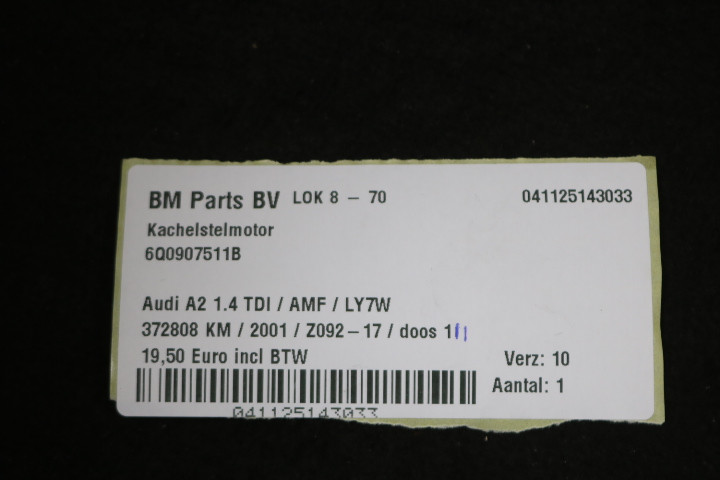 BM Parts BV LOK 8 – 70 041125143033
Kachelstelmotor
6Q0907511B
Audi A2 1.4 TDI / AMF / LY7W
372808 KM / 2001 / Z092–17 / doos 1
19,50 Euro incl BTW Verz: 10
Aantal: 1
041125143033